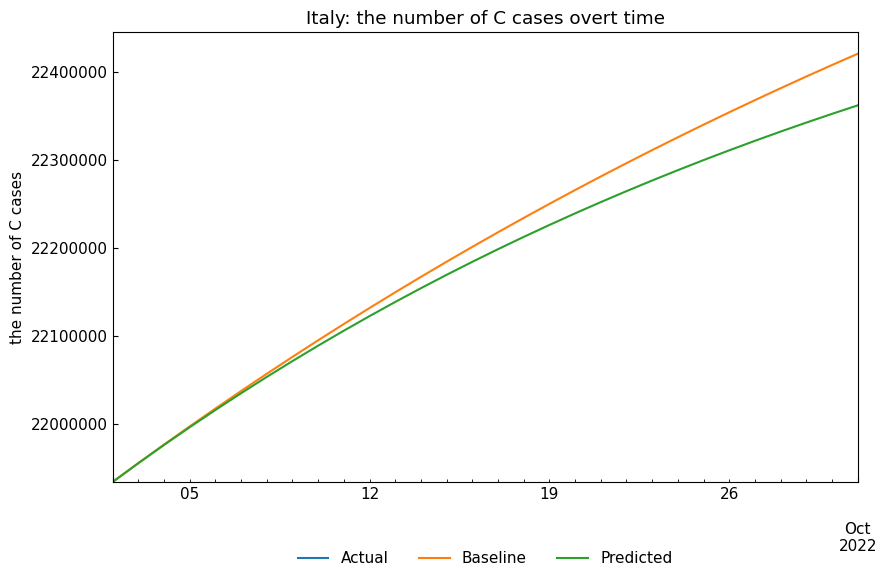 Italy: the number of C cases overt time
the number of C cases
22400000
22300000
22200000
22100000
22000000
05 12 19 26
Oct
2022
Actual Baseline Predicted